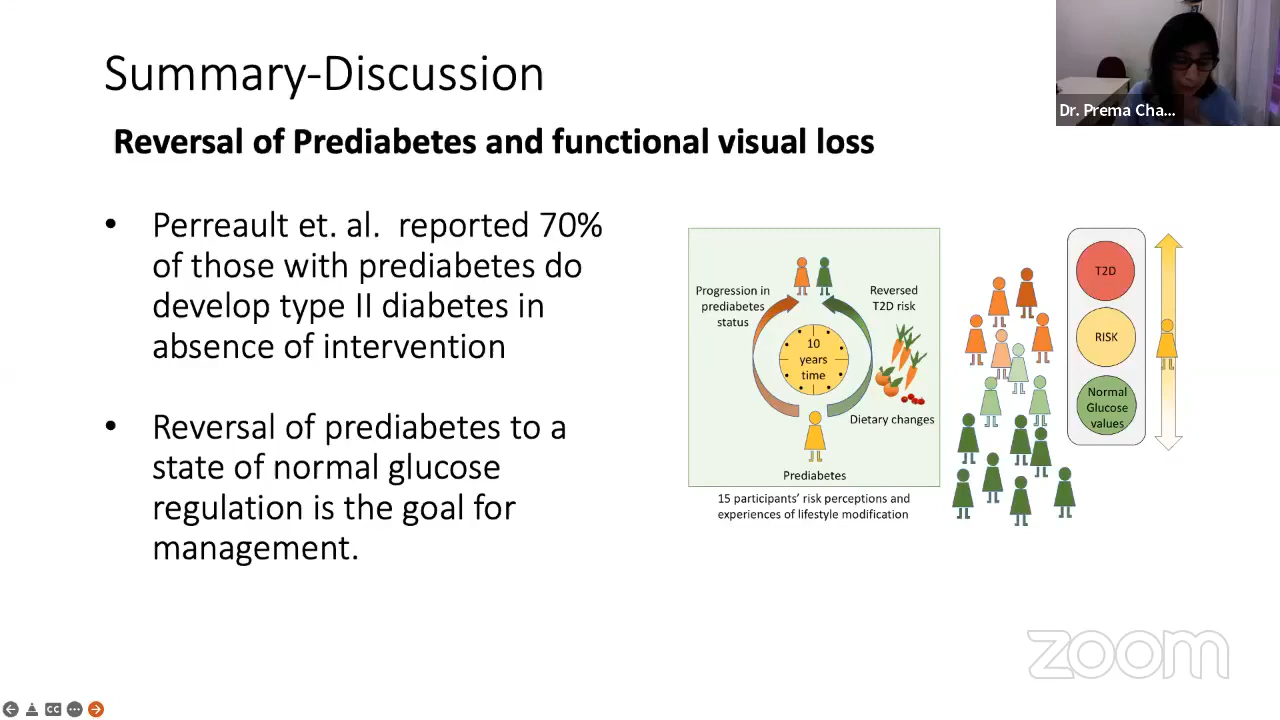 Summary-Discussion
Dr. Prema Cha...
Reversal of Prediabetes and functional visual loss
• Perreault et. al. reported 70%
of those with prediabetes do
develop type II diabetes in
absence of intervention
• Reversal of prediabetes to a
state of normal glucose
regulation is the goal for
management.
Progression in
prediabetes
status
Reversed
T2D risk
10
years
time
Dietary changes
Prediabetes
15 participants' risk perceptions and
experiences of lifestyle modification
T2D
RISK
Normal
Glucose
values
zoom
CC